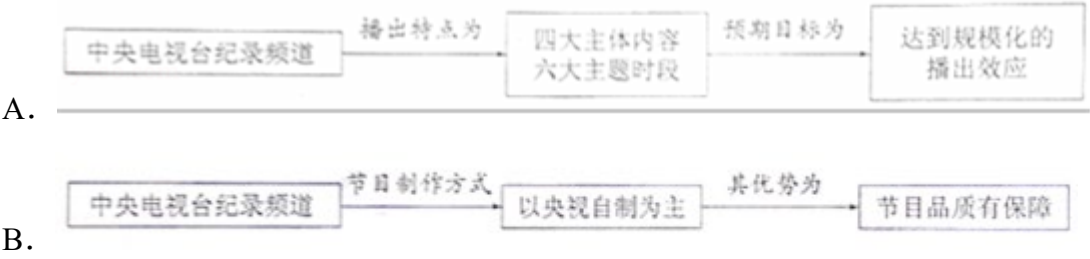 播出特点为
预期目标为
中央电视台纪录频道
四大主体内容
六大主题时段
达到规模化的
播出效应
A.
节目制作方式
其优势为
中央电视台纪录频道
以央视自制为主
节目品质有保障
B.